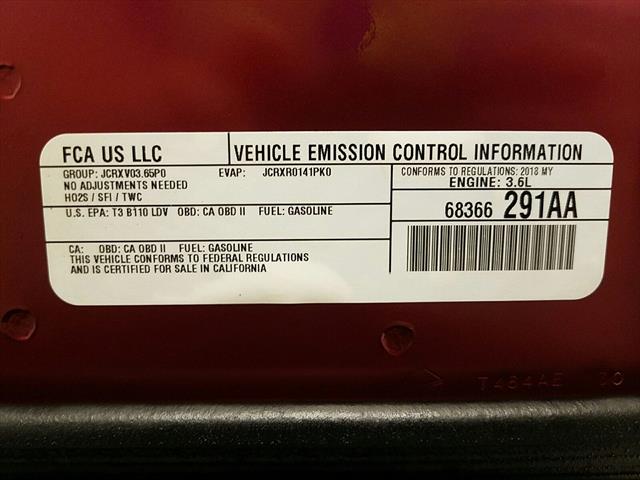 FCA US LLC
VEHICLE EMISSION CONTROL INFORMATION
GROUP: JCRXV03.65P0 EVAP: JCRXR0141PK0
NO ADJUSTMENTS NEEDED
HO2S / SFI / TWC
CONFORMS TO REGULATIONS: 2018 MY
ENGINE: 3.6L
U.S. EPA: T3 B110 LDV OBD: CA OBD II FUEL: GASOLINE
68366 291AA
CA: OBD: CA OBD II FUEL: GASOLINE
THIS VEHICLE CONFORMS TO FEDERAL REGULATIONS
AND IS CERTIFIED FOR SALE IN CALIFORNIA